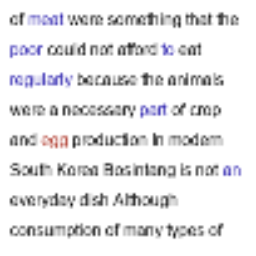 of meat were something that the
poor could not afford to eat
regularly because the animals
were a necessary part of crop
and egg production In modern
South Korea Bosintang is not an
everyday dish Although
consumption of many types of